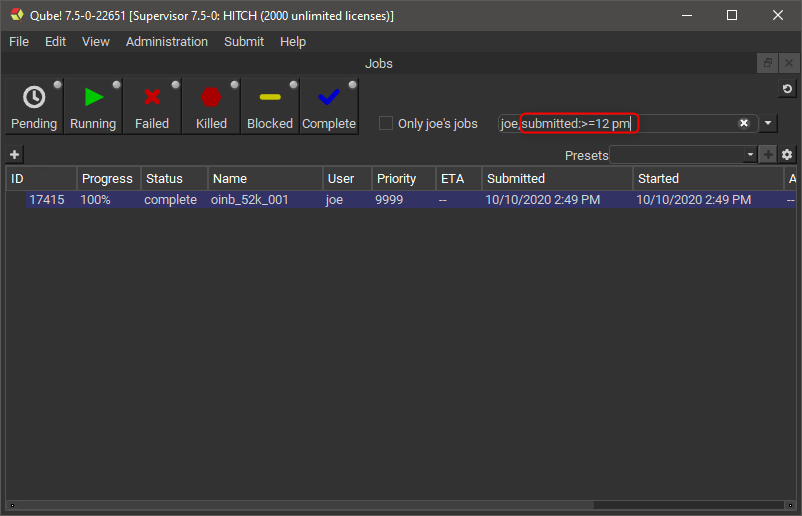 Qube! 7.5-0-22651 [Supervisor 7.5-0: HITCH (2000 unlimited licenses)]
File Edit View Administration Submit Help
Jobs
Pending Running Failed Killed Blocked Complete Only joe's jobs joe,submitted:>=12 pm
Presets
ID Progress Status Name User Priority ETA Submitted Started A
17415 100% complete oinb_52k_001 joe 9999 -- 10/10/2020 2:49 PM 10/10/2020 2:49 PM --